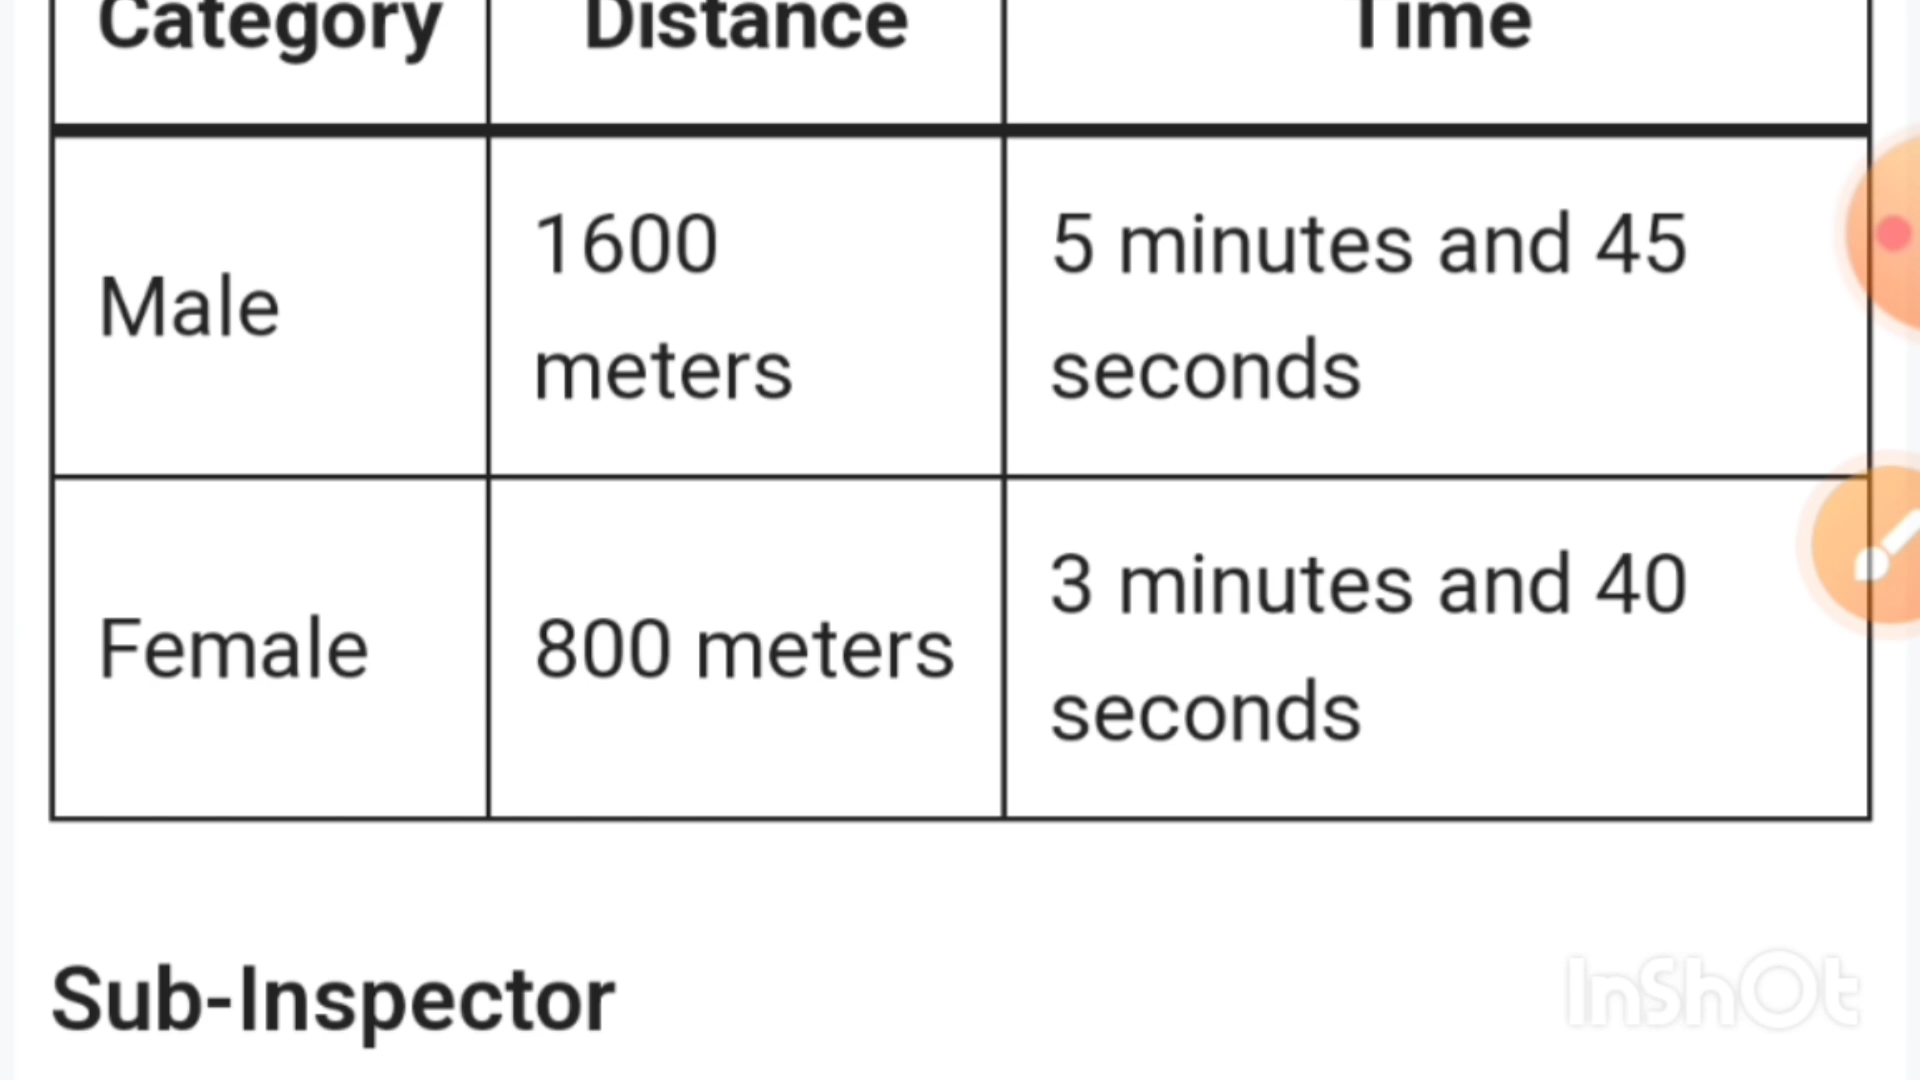 Category Distance Time
Male 1600 meters 5 minutes and 45 seconds
Female 800 meters 3 minutes and 40 seconds
Sub-Inspector
InShOt